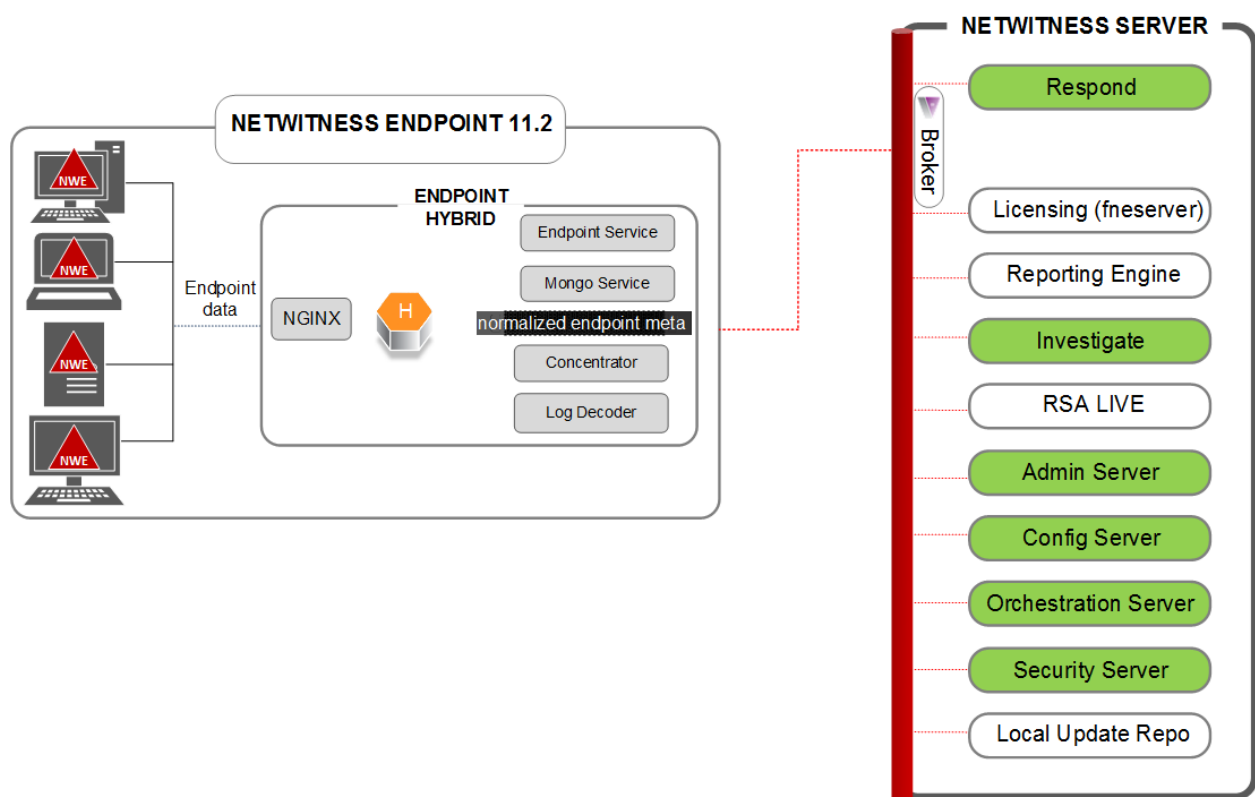 NETWITNESS SERVER
Respond
Broker
NETWITNESS ENDPOINT 11.2
NWE
NWE
NWE
NWE
Endpoint
data
ENDPOINT
HYBRID
NGINX
H
Endpoint Service
Mongo Service
normalized endpoint meta
Concentrator
Log Decoder
Licensing (fneserver)
Reporting Engine
Investigate
RSA LIVE
Admin Server
Config Server
Orchestration Server
Security Server
Local Update Repo